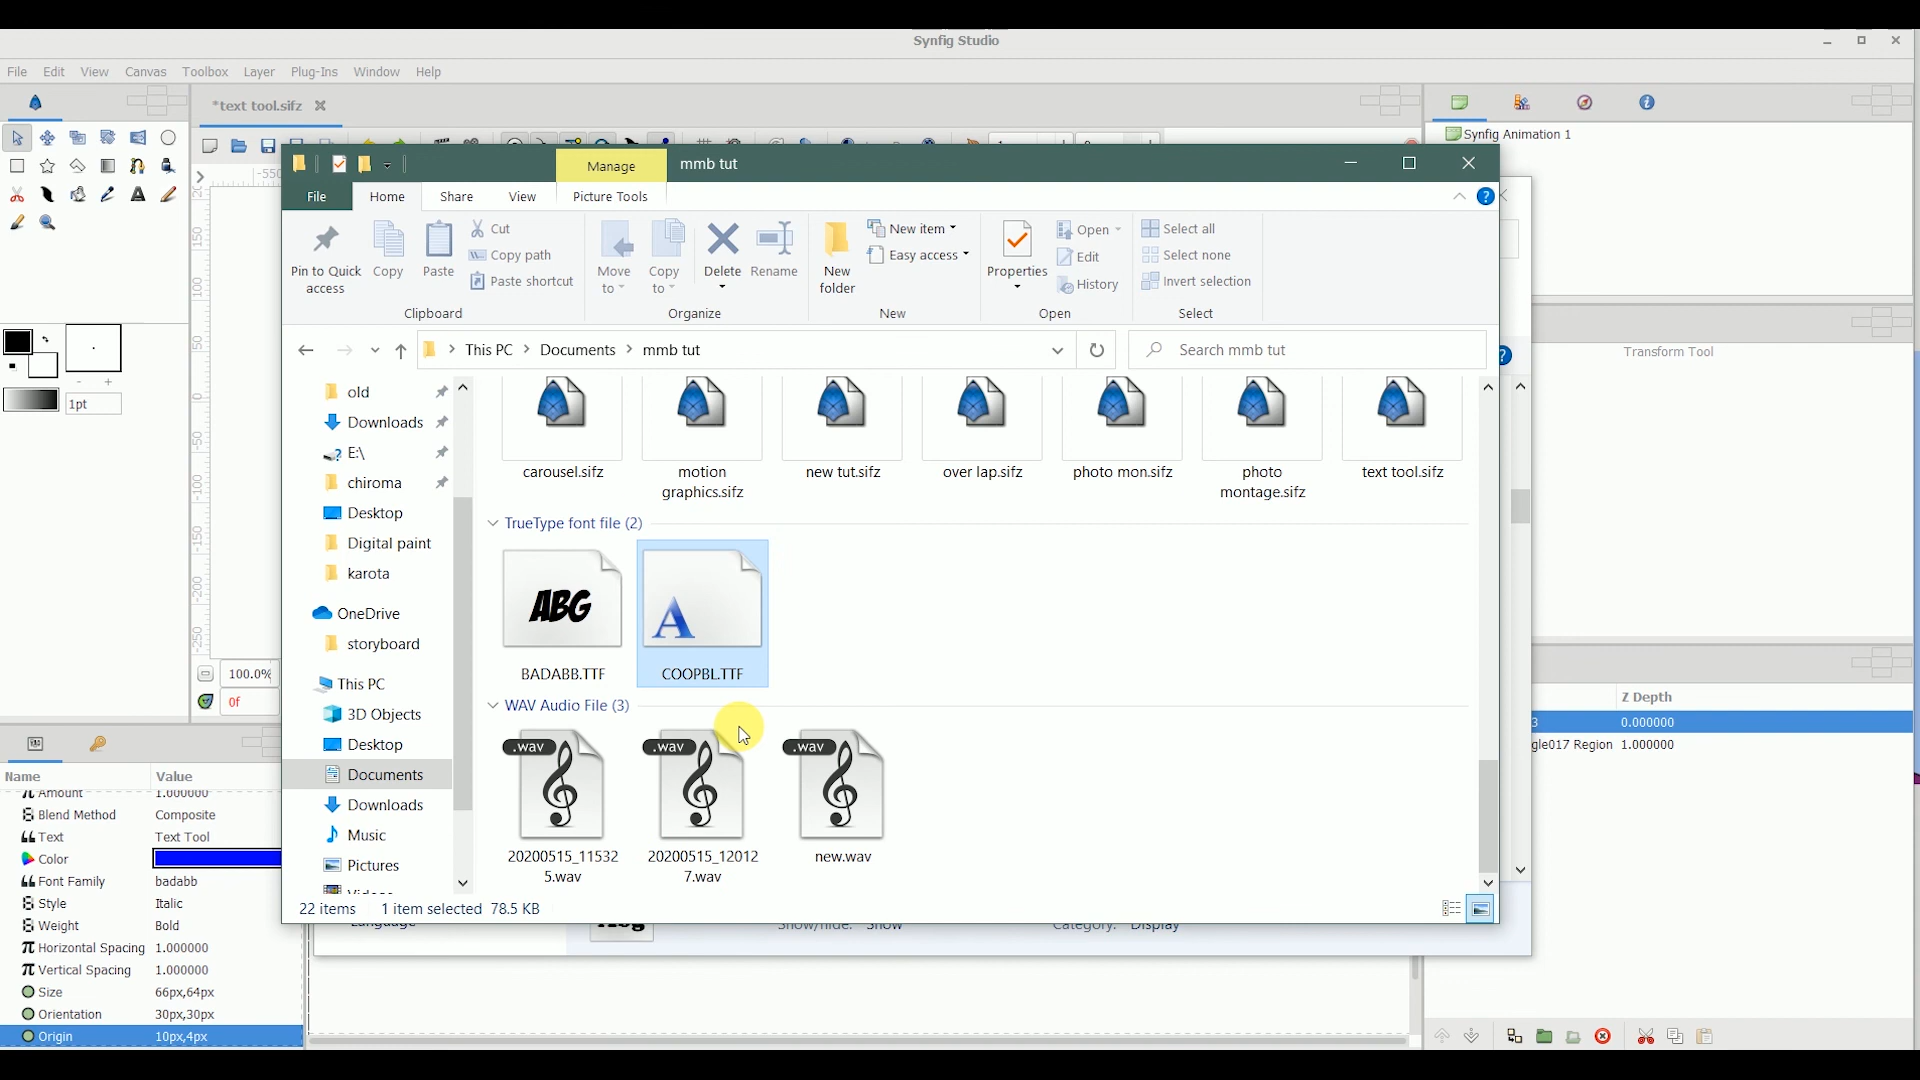 Synfig Studio
File Edit View Canvas Toolbox Layer Plug-Ins Window Help
*text tool.sifz
Synfig Animation 1
Manage mmb tut
File Home Share View Picture Tools
Pin to Quick access
Copy
Paste
Cut
Copy path
Paste shortcut
Clipboard
Move to
Copy to
Delete
Rename
Organize
New folder
New item
Easy access
New
Properties
Open
Edit
History
Open
Select all
Select none
Invert selection
Select
This PC > Documents > mmb tut
Search mmb tut
Transform Tool
old
Downloads
E:\
chiroma
Desktop
Digital paint
karota
OneDrive
storyboard
This PC
3D Objects
Desktop
Documents
Downloads
Music
Pictures
carousel.sifz
motion graphics.sifz
new tut.sifz
over lap.sifz
photo mon.sifz
photo montage.sifz
text tool.sifz
TrueType font file (2)
ABG
A
BADABB.TTF
COOPBL.TTF
WAV Audio File (3)
.wav .wav .wav
20200515_11532
5.wav
20200515_12012
7.wav
new.wav
22 items 1 item selected 78.5 KB
1pt
100.0%
0f
Name Value
Amount 1.000000
Blend Method Composite
Text Text Tool
Color
Font Family badabb
Style Italic
Weight Bold
Horizontal Spacing 1.000000
Vertical Spacing 1.000000
Size 66px,64px
Orientation 30px,30px
Origin 10px,4px
Z Depth
3 0.000000
gle017 Region 1.000000
Language
Show/hide: Show
Category: Display